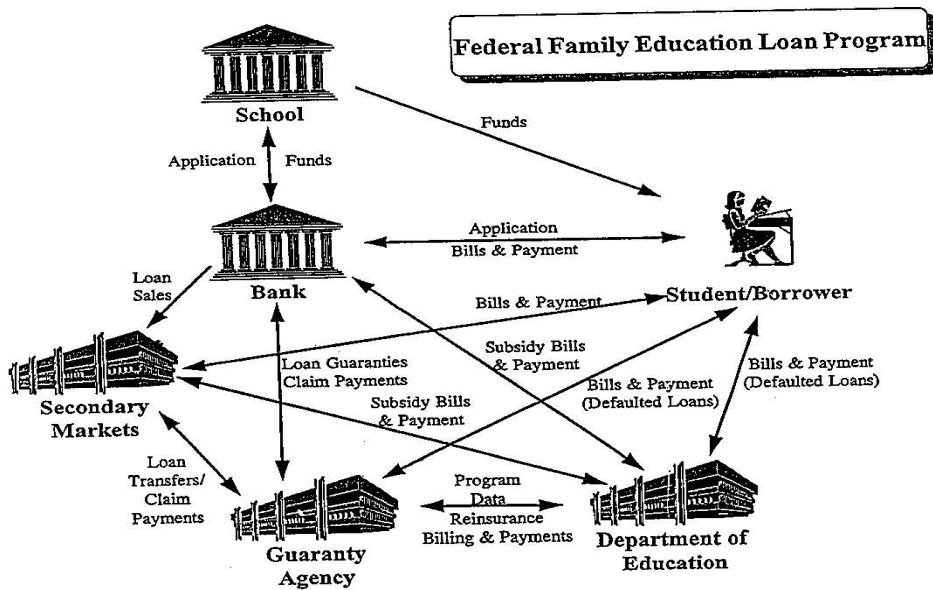 Federal Family Education Loan Program
School
Funds
Application Funds
Application
Bills & Payment
Bank
Student/Borrower
Loan
Sales
Bills & Payment
Loan Guaranties
Claim Payments
Subsidy Bills
& Payment
Bills & Payment
(Defaulted Loans)
Bills & Payment
(Defaulted Loans)
Subsidy Bills
& Payment
Secondary
Markets
Loan
Transfers/
Claim
Payments
Program
Data
Reinsurance
Billing & Payments
Guaranty
Agency
Department of
Education